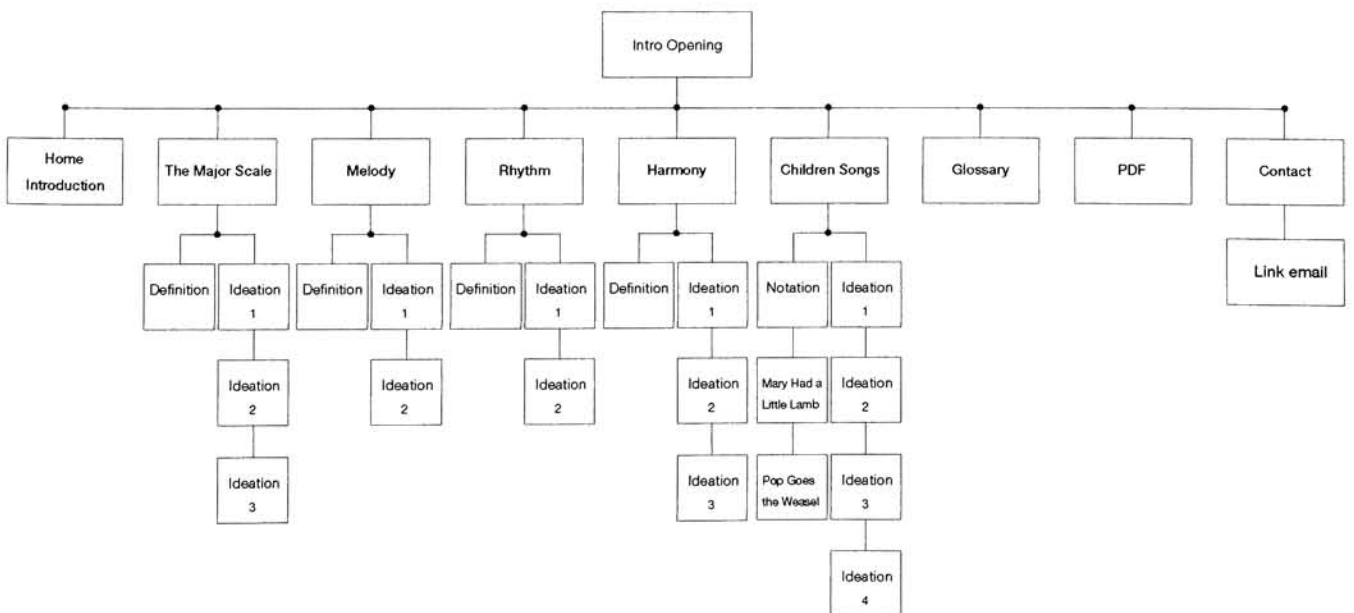 Intro Opening
Home
Introduction
The Major Scale
Melody
Rhythm
Harmony
Children Songs
Glossary
PDF
Contact
Definition
Ideation
1
Definition
Ideation
1
Definition
Ideation
1
Definition
Ideation
1
Notation
Ideation
1
Link email
Ideation
2
Ideation
2
Ideation
2
Ideation
2
Mary Had a
Little Lamb
Ideation
2
Ideation
3
Ideation
3
Pop Goes
the Weasel
Ideation
3
Ideation
4